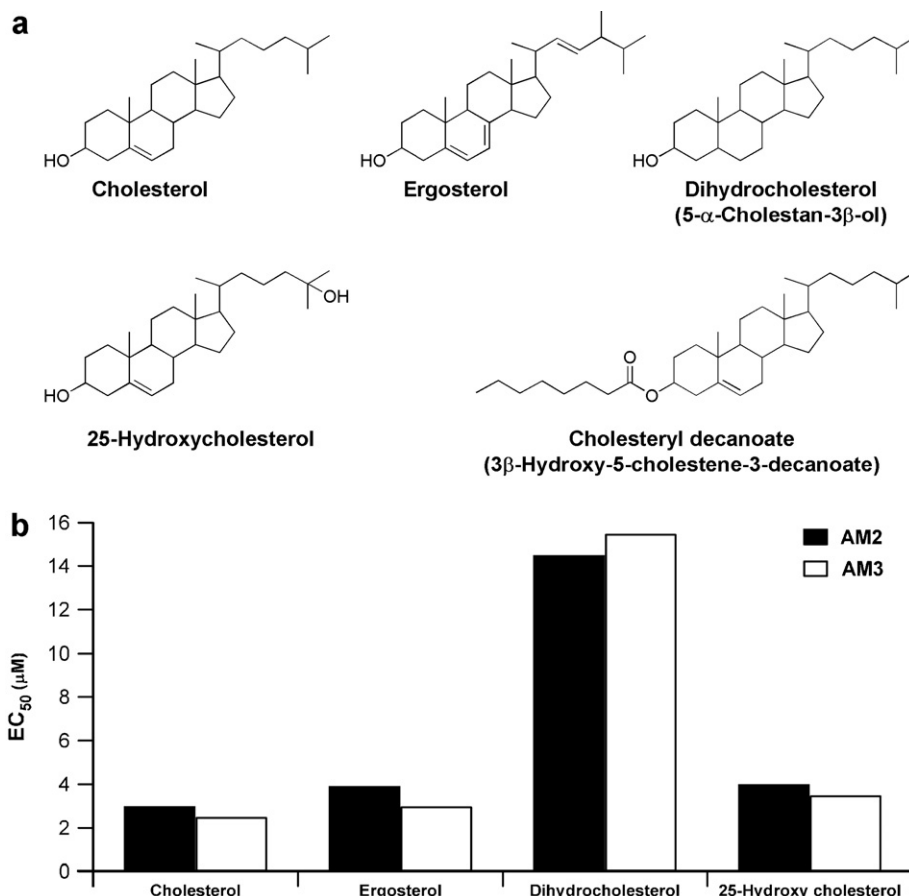 a
HO
Cholesterol
HO
Ergosterol
HO
Dihydrocholesterol
(5-α-Cholestan-3β-ol)
OH
HO
25-Hydroxycholesterol
O
O
Cholesteryl decanoate
(3β-Hydroxy-5-cholestene-3-decanoate)
b
16
14
12
10
8
6
4
2
0
EC50 (μM)
AM2
AM3
Cholesterol
Ergosterol
Dihydrocholesterol
25-Hydroxy cholesterol